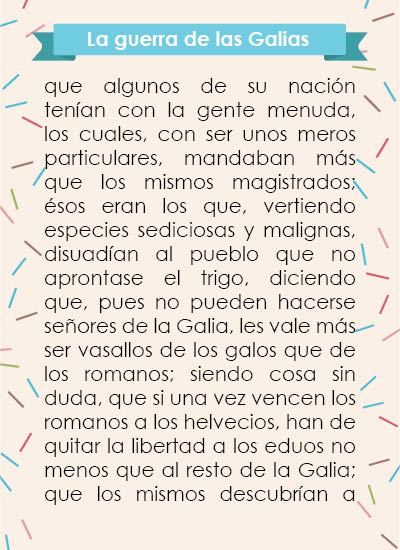 La guerra de las Galias
que algunos de su nación
tenían con la gente menuda,
los cuales, con ser unos meros
particulares, mandaban más
que los mismos magistrados;
ésos eran los que, vertiendo
especies sediciosas y malignas,
disuadían al pueblo que no
aprontase el trigo, diciendo
que, pues no pueden hacerse
señores de la Galia, les vale más
ser vasallos de los galos que de
los romanos; siendo cosa sin
duda, que si una vez vencen los
romanos a los helvecios, han de
quitar la libertad a los eduos no
menos que al resto de la Galia;
que los mismos descubrían a